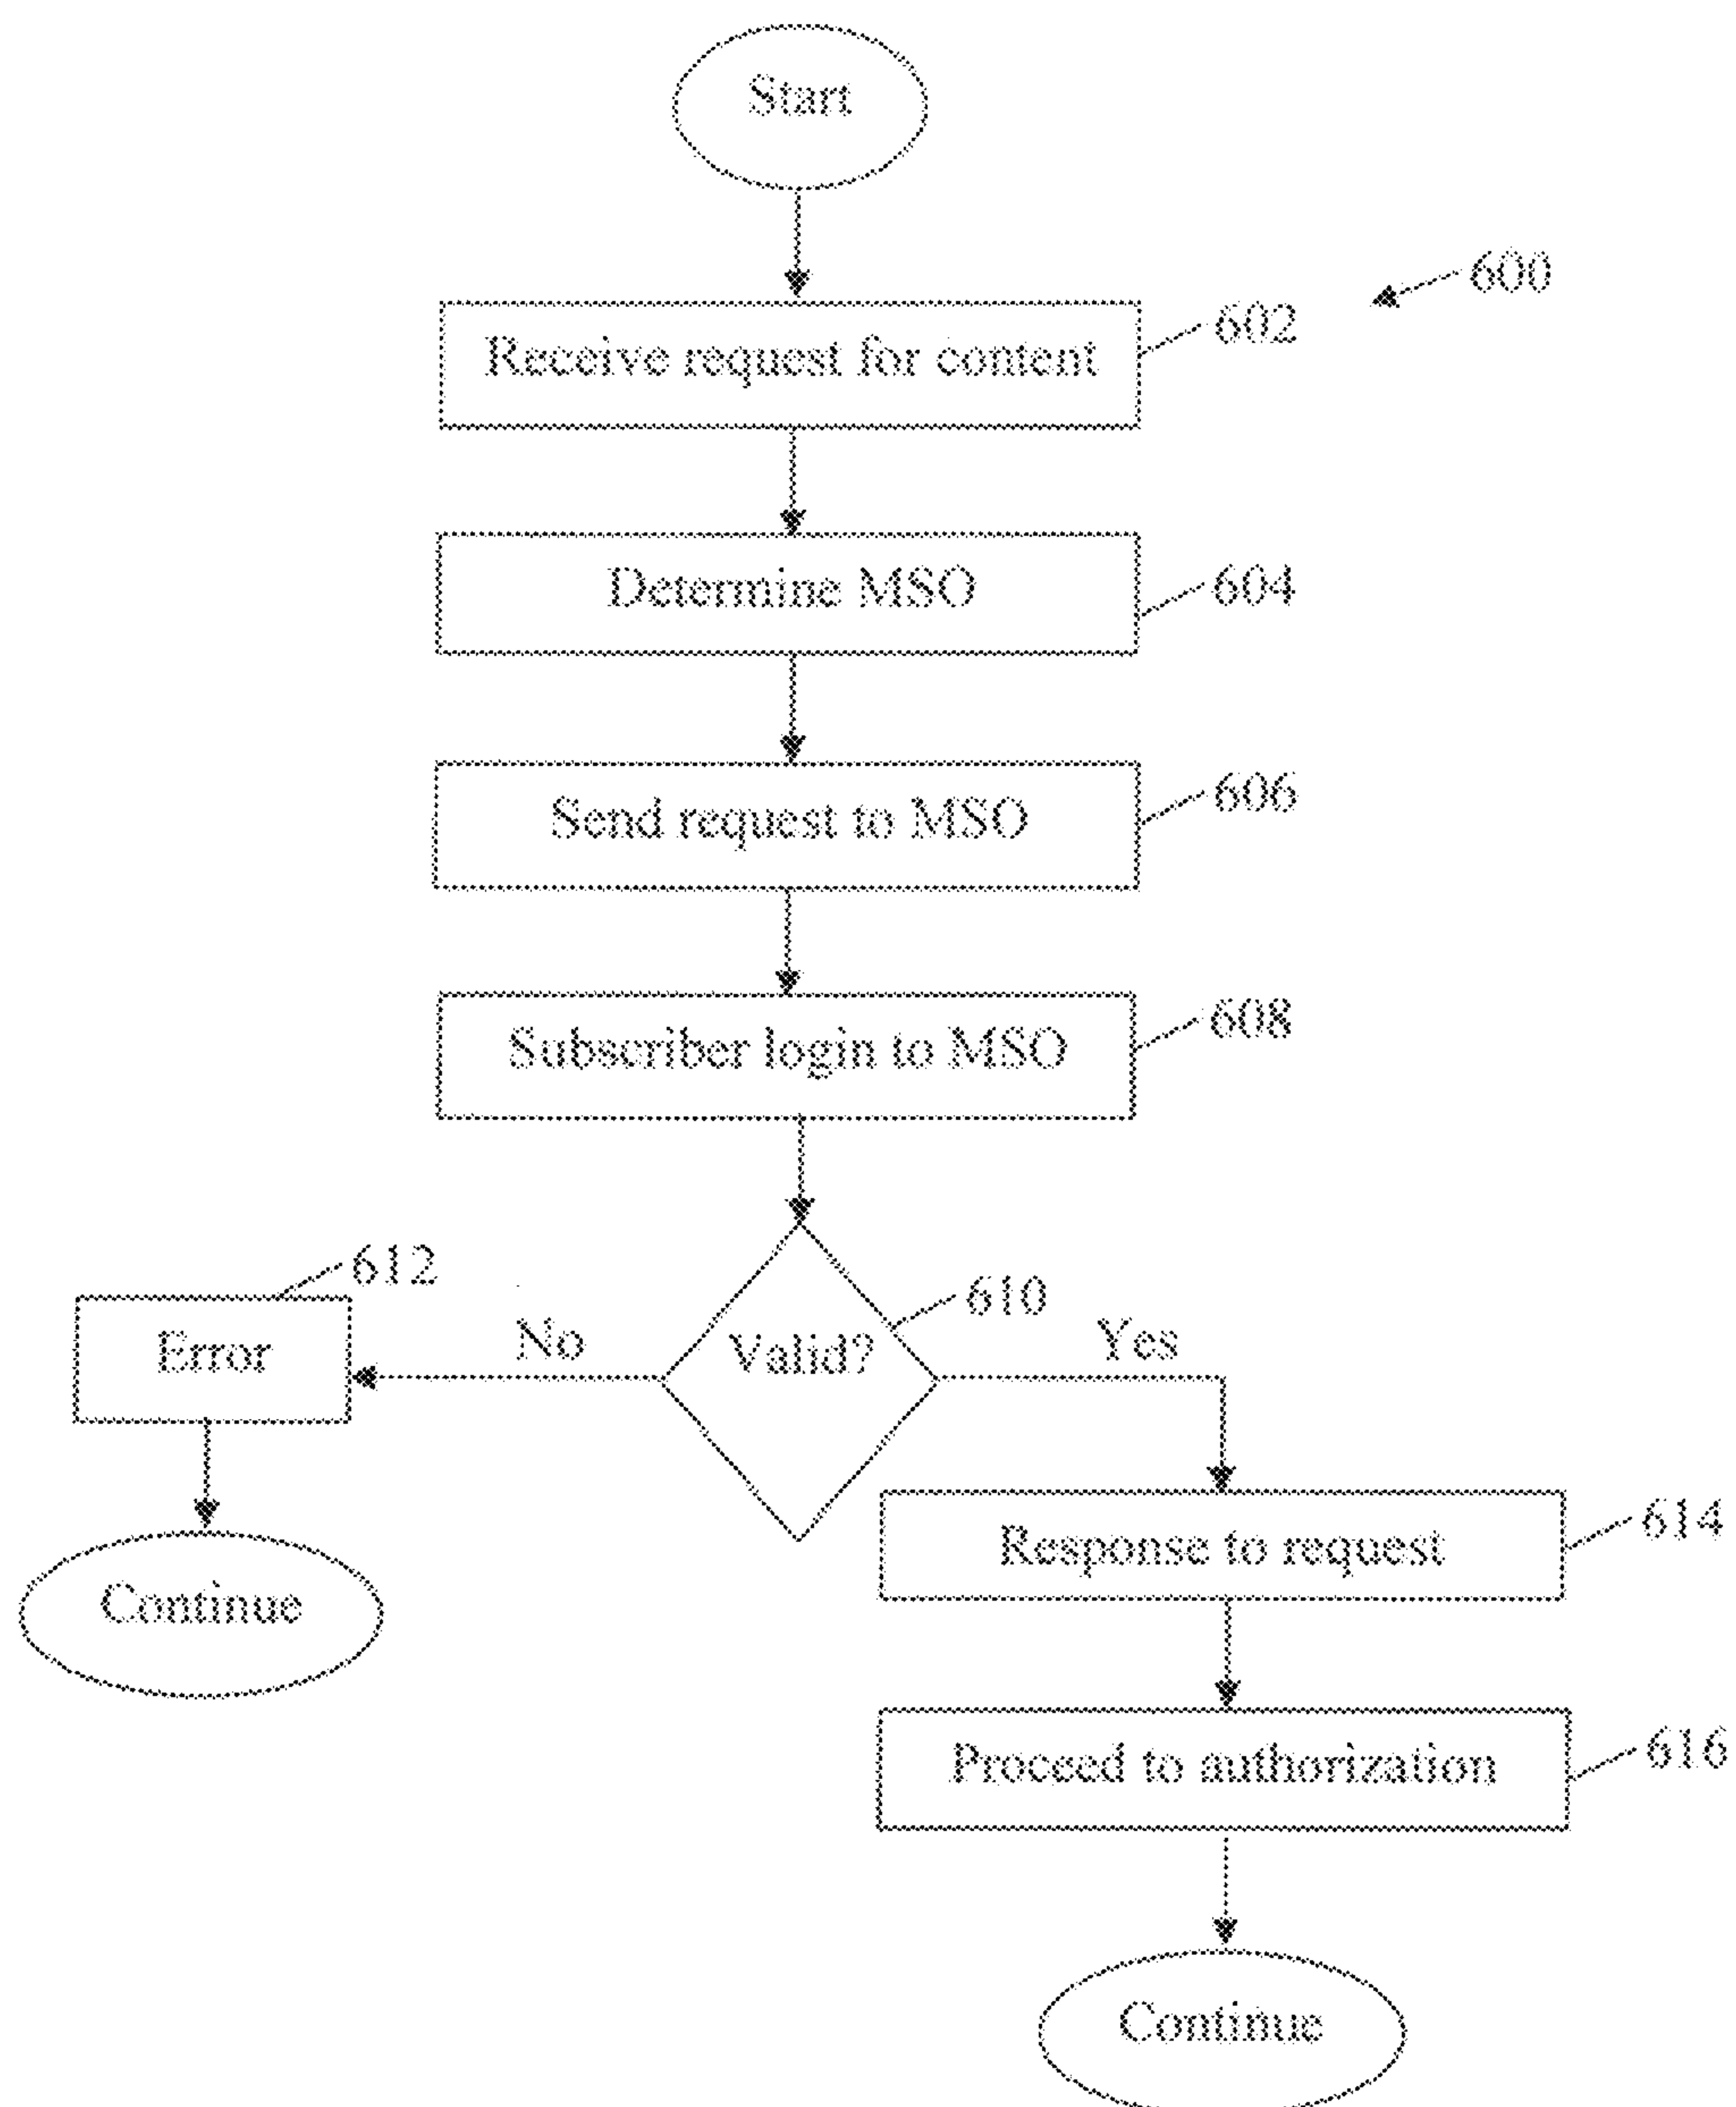 Start
600
602
Receive request for content
Determine MSO
604
606
Send request to MSO
608
Subscriber login to MSO
612
610
Error
No
Valid?
Yes
614
Response to request
Continue
616
Proceed to authorization
Continue